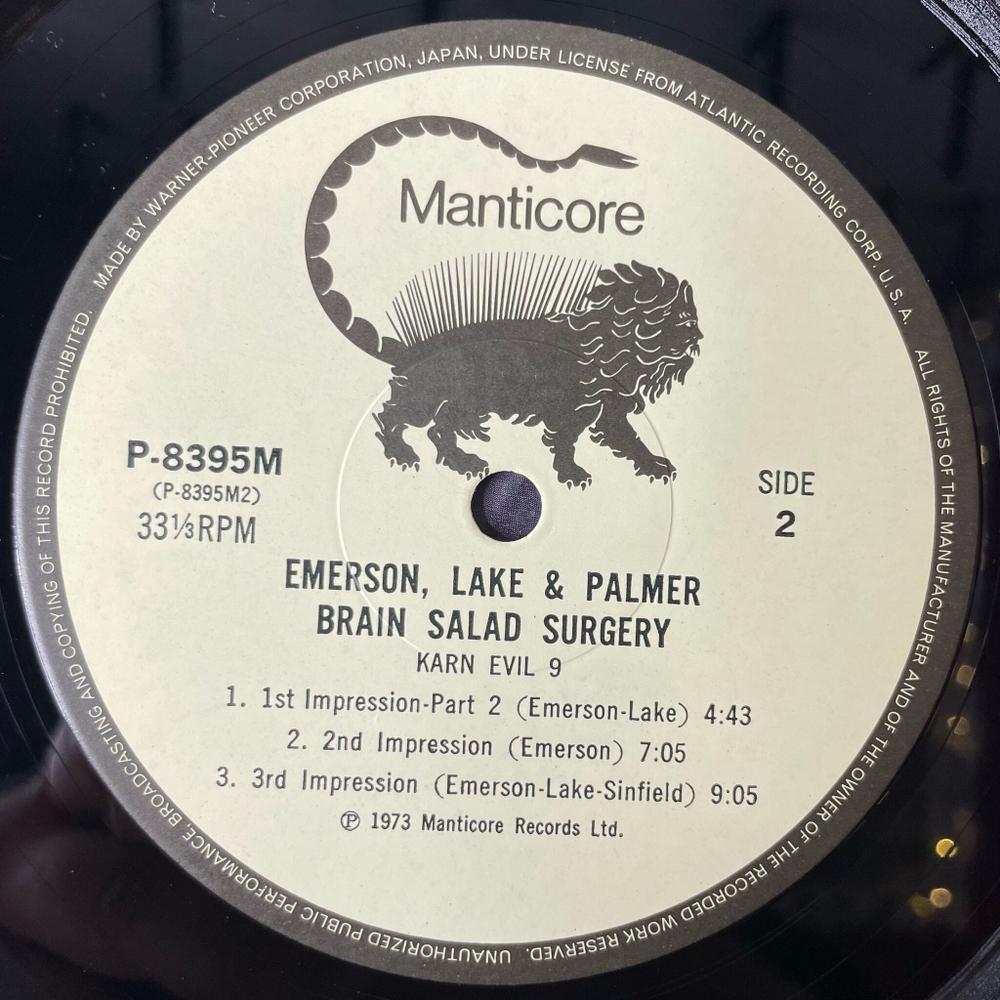 MADE BY WARNER-PIONEER CORPORATION, JAPAN, UNDER LICENSE FROM ATLANTIC RECORDING CORP. U.S.A.
ALL RIGHTS OF THE MANUFACTURER AND OF THE OWNER OF THE RECORDED WORK RESERVED.
UNAUTHORIZED PUBLIC PERFORMANCE, BROADCASTING AND COPYING OF THIS RECORD PROHIBITED.
Manticore
P-8395M
(P-8395M2)
33⅓RPM
SIDE
2
EMERSON, LAKE & PALMER
BRAIN SALAD SURGERY
KARN EVIL 9
1. 1st Impression-Part 2 (Emerson-Lake) 4:43
2. 2nd Impression (Emerson) 7:05
3. 3rd Impression (Emerson-Lake-Sinfield) 9:05
℗ 1973 Manticore Records Ltd.